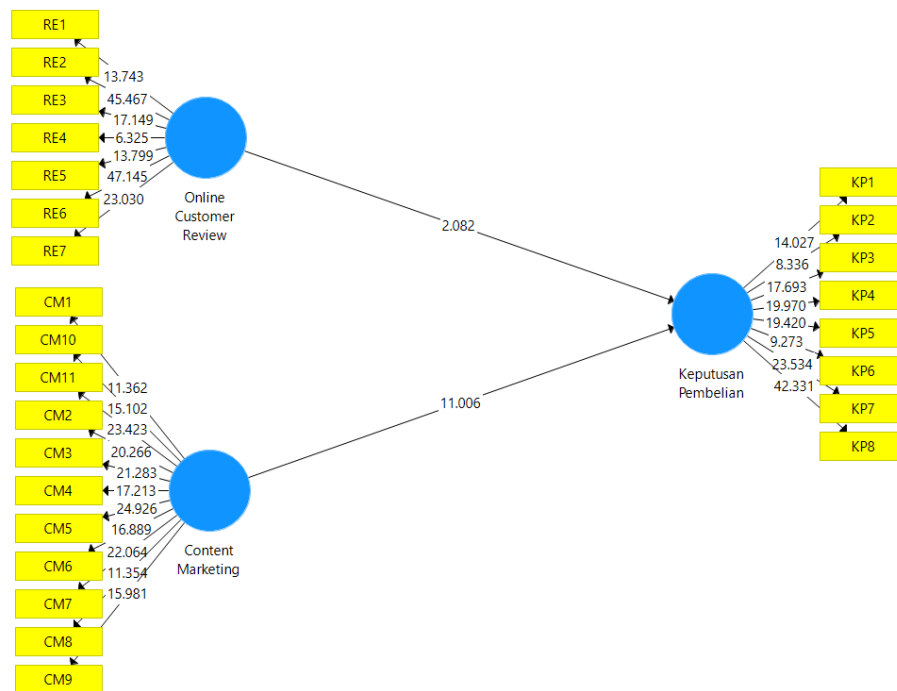 RE1
RE2
RE3
RE4
RE5
RE6
RE7
13.743
45.467
17.149
6.325
13.799
47.145
23.030
Online
Customer
Review
2.082
CM1
CM10
CM11
CM2
CM3
CM4
CM5
CM6
CM7
CM8
CM9
11.362
15.102
23.423
20.266
21.283
17.213
24.926
16.889
22.064
11.354
15.981
Content
Marketing
11.006
Keputusan
Pembelian
14.027
8.336
17.693
19.970
19.420
9.273
23.534
42.331
KP1
KP2
KP3
KP4
KP5
KP6
KP7
KP8